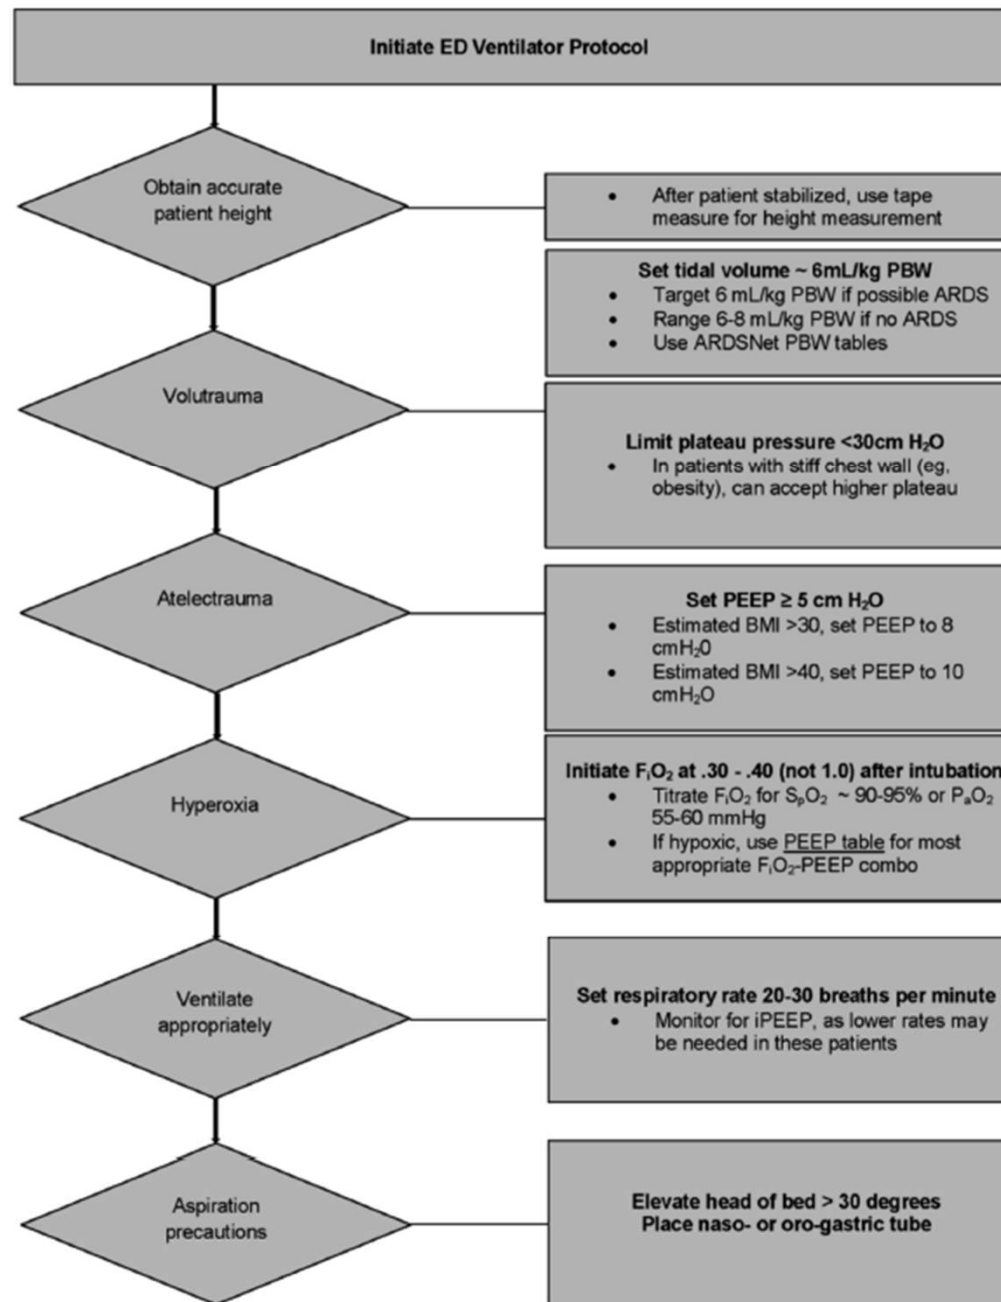 Initiate ED Ventilator Protocol
Obtain accurate
patient height
• After patient stabilized, use tape
measure for height measurement
Set tidal volume ~ 6mL/kg PBW
• Target 6 mL/kg PBW if possible ARDS
• Range 6-8 mL/kg PBW if no ARDS
• Use ARDSNet PBW tables
Volutrauma
Limit plateau pressure <30cm H₂O
• In patients with stiff chest wall (eg,
obesity), can accept higher plateau
Atelectrauma
Set PEEP ≥ 5 cm H₂O
• Estimated BMI >30, set PEEP to 8
cmH₂0
• Estimated BMI >40, set PEEP to 10
cmH₂O
Hyperoxia
Initiate FᵢO₂ at .30 - .40 (not 1.0) after intubation
• Titrate FᵢO₂ for SₚO₂ ~ 90-95% or PₐO₂
55-60 mmHg
• If hypoxic, use PEEP table for most
appropriate FᵢO₂-PEEP combo
Ventilate
appropriately
Set respiratory rate 20-30 breaths per minute
• Monitor for iPEEP, as lower rates may
be needed in these patients
Aspiration
precautions
Elevate head of bed > 30 degrees
Place naso- or oro-gastric tube